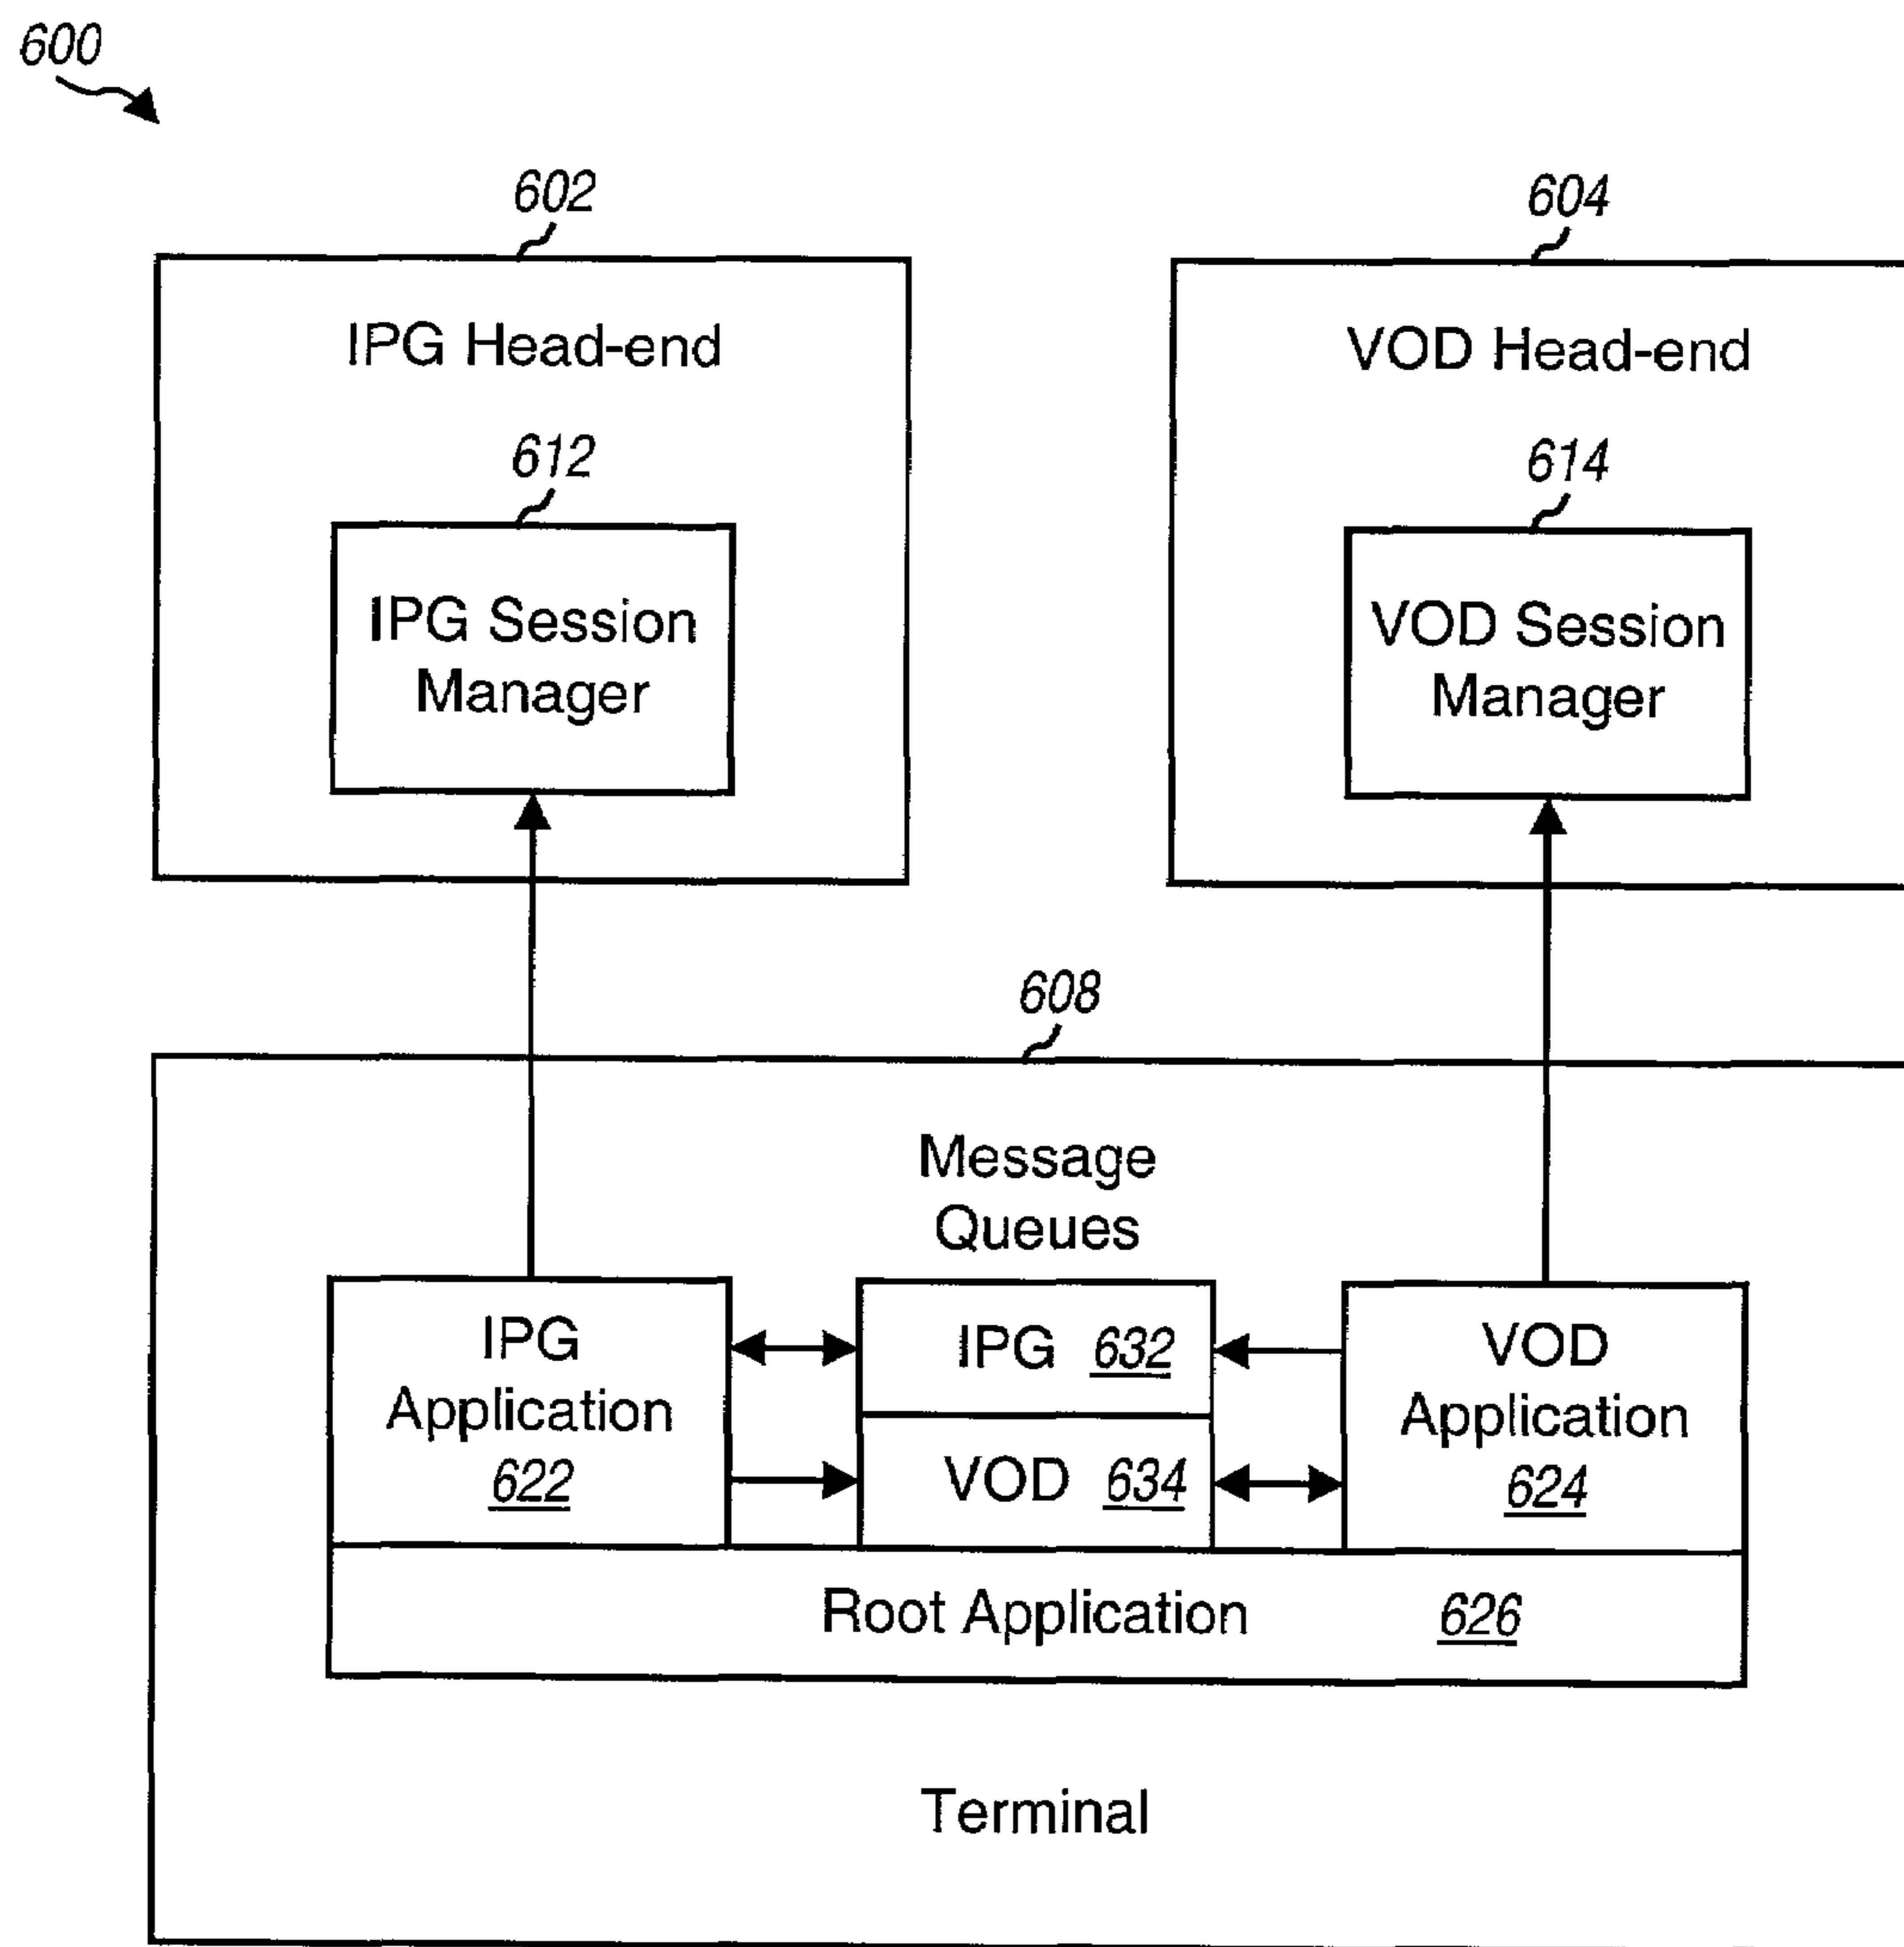 600
602
604
IPG Head-end
VOD Head-end
612
614
IPG Session
Manager
VOD Session
Manager
608
Message
Queues
IPG
Application
622
IPG 632
VOD 634
VOD
Application
624
Root Application 626
Terminal